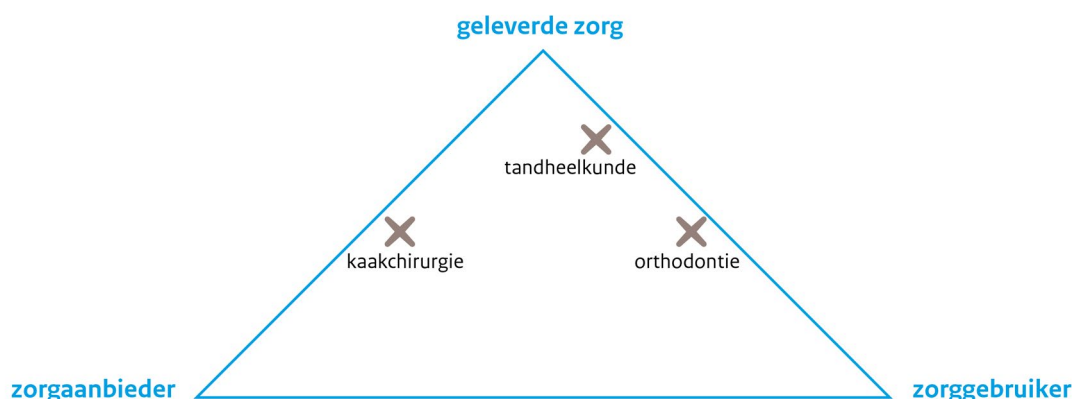 geleverde zorg
tandheelkunde
kaakchirurgie
orthodontie
zorgaanbieder
zorggebruiker